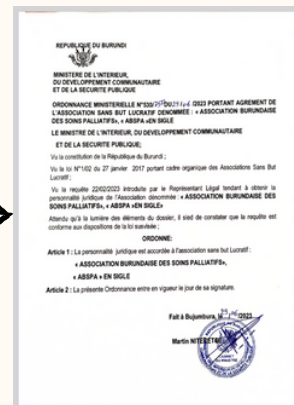 REPUBLIQUE DU BURUNDI
MINISTERE DE L'INTERIEUR,
DU DEVELOPPEMENT COMMUNAUTAIRE
ET DE LA SECURITE PUBLIQUE
ORDONNANCE MINISTERIELLE N°530/ DU /2023 PORTANT AGREMENT DE
L'ASSOCIATION SANS BUT LUCRATIF DENOMMEE : « ASSOCIATION BURUNDAISE
DES SOINS PALLIATIFS», « ABSPA »EN SIGLE
LE MINISTRE DE L'INTERIEUR, DU DEVELOPPEMENT COMMUNAUTAIRE
ET DE LA SECURITE PUBLIQUE;
Vu la constitution de la République du Burundi ;
Vu la loi N°1/02 du 27 janvier 2017 portant cadre organique des Associations Sans But
Lucratif ;
Vu la requête 22/02/2023 introduite par le Représentant Légal tendant à obtenir la
personnalité juridique de l'Association dénommée : « ASSOCIATION BURUNDAISE DES
SOINS PALLIATIFS», « ABSPA »EN SIGLE»
Attendu qu'à la lumière des éléments du dossier, il sied de constater que la requête est
conforme aux dispositions de la loi susvisée ;
ORDONNE:
Article 1 : La personnalité juridique est accordée à l'association sans but Lucratif :
« ASSOCIATION BURUNDAISE DES SOINS PALLIATIFS»,
« ABSPA » EN SIGLE
Article 2 : La présente Ordonnance entre en vigueur le jour de sa signature.
Fait à Bujumbura, le /2023
Martin